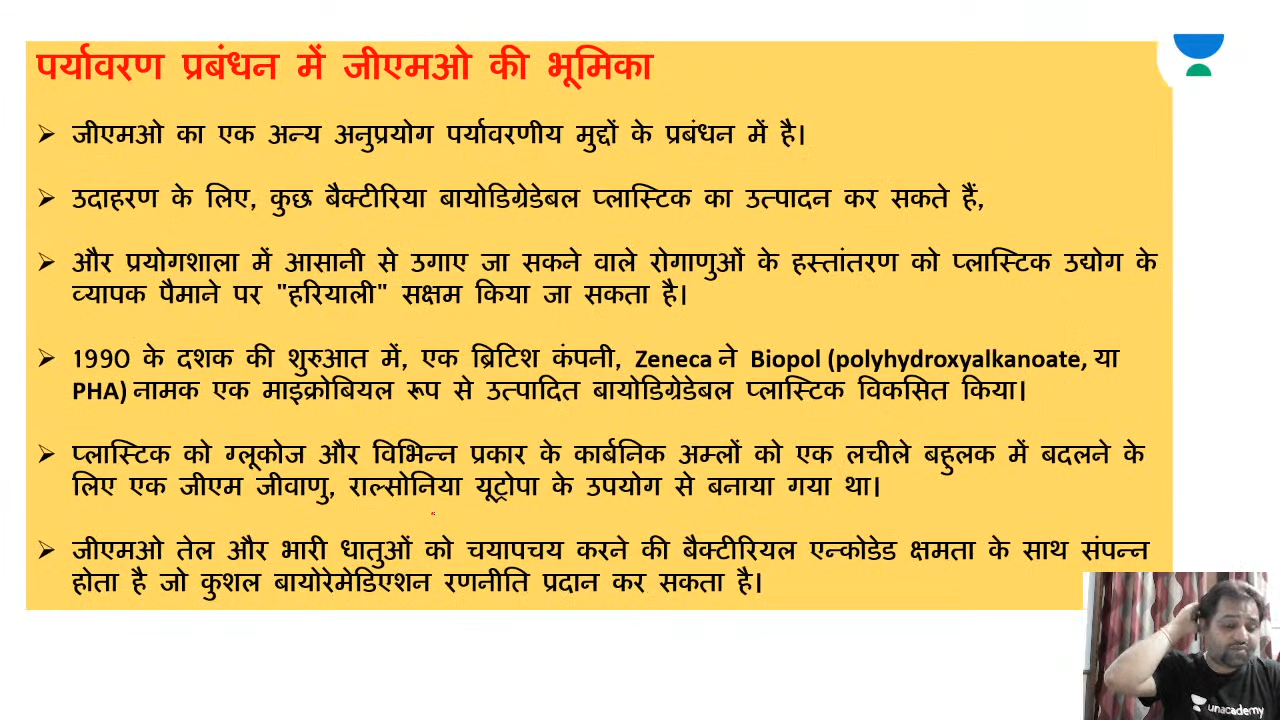 पर्यावरण प्रबंधन में जीएमओ की भूमिका
➢ जीएमओ का एक अन्य अनुप्रयोग पर्यावरणीय मुद्दों के प्रबंधन में है।
➢ उदाहरण के लिए, कुछ बैक्टीरिया बायोडिग्रेडेबल प्लास्टिक का उत्पादन कर सकते हैं,
➢ और प्रयोगशाला में आसानी से उगाए जा सकने वाले रोगाणुओं के हस्तांतरण को प्लास्टिक उद्योग के
व्यापक पैमाने पर "हरियाली" सक्षम किया जा सकता है।
➢ 1990 के दशक की शुरुआत में, एक ब्रिटिश कंपनी, Zeneca ने Biopol (polyhydroxyalkanoate, या
PHA) नामक एक माइक्रोबियल रूप से उत्पादित बायोडिग्रेडेबल प्लास्टिक विकसित किया।
➢ प्लास्टिक को ग्लूकोज और विभिन्न प्रकार के कार्बनिक अम्लों को एक लचीले बहुलक में बदलने के
लिए एक जीएम जीवाणु, राल्सोनिया यूट्रोपा के उपयोग से बनाया गया था।
➢ जीएमओ तेल और भारी धातुओं को चयापचय करने की बैक्टीरियल एन्कोडेड क्षमता के साथ संपन्न
होता है जो कुशल बायोरेमेडिएशन रणनीति प्रदान कर सकता है।
unacademy